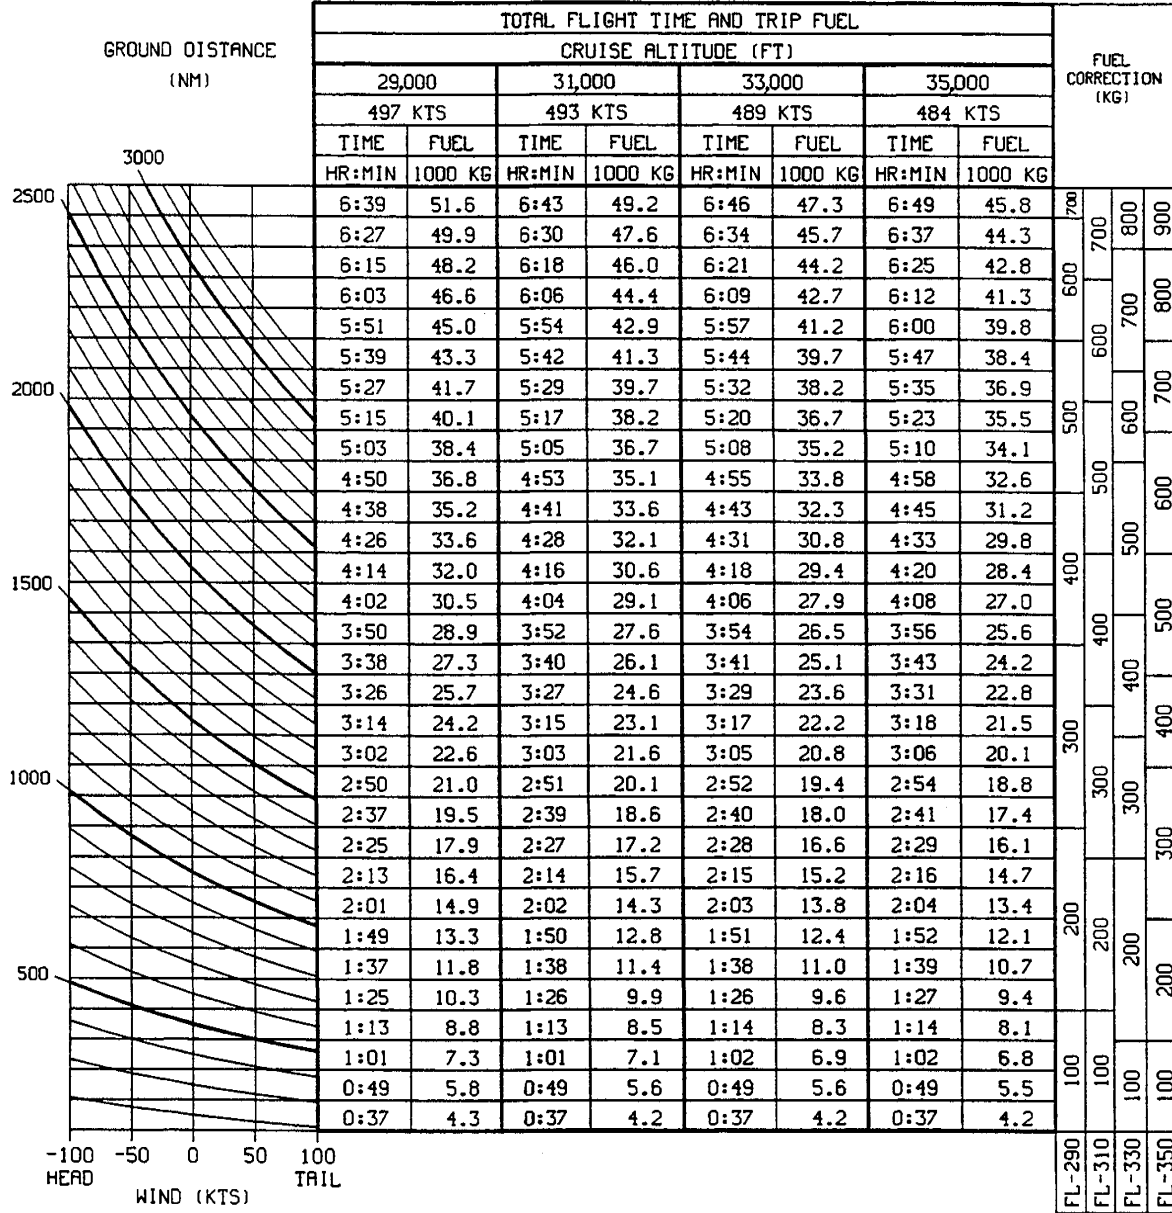 TOTAL FLIGHT TIME AND TRIP FUEL
GROUND DISTANCE
(NM)
CRUISE ALTITUDE (FT)
FUEL
CORRECTION
(KG)
29,000 31,000 33,000 35,000
497 KTS 493 KTS 489 KTS 484 KTS
TIME FUEL TIME FUEL TIME FUEL TIME FUEL
HR:MIN 1000 KG HR:MIN 1000 KG HR:MIN 1000 KG HR:MIN 1000 KG
3000
2500
2000
1500
1000
500
6:39 51.6 6:43 49.2 6:46 47.3 6:49 45.8
6:27 49.9 6:30 47.6 6:34 45.7 6:37 44.3
6:15 48.2 6:18 46.0 6:21 44.2 6:25 42.8
6:03 46.6 6:06 44.4 6:09 42.7 6:12 41.3
5:51 45.0 5:54 42.9 5:57 41.2 6:00 39.8
5:39 43.3 5:42 41.3 5:44 39.7 5:47 38.4
5:27 41.7 5:29 39.7 5:32 38.2 5:35 36.9
5:15 40.1 5:17 38.2 5:20 36.7 5:23 35.5
5:03 38.4 5:05 36.7 5:08 35.2 5:10 34.1
4:50 36.8 4:53 35.1 4:55 33.8 4:58 32.6
4:38 35.2 4:41 33.6 4:43 32.3 4:45 31.2
4:26 33.6 4:28 32.1 4:31 30.8 4:33 29.8
4:14 32.0 4:16 30.6 4:18 29.4 4:20 28.4
4:02 30.5 4:04 29.1 4:06 27.9 4:08 27.0
3:50 28.9 3:52 27.6 3:54 26.5 3:56 25.6
3:38 27.3 3:40 26.1 3:41 25.1 3:43 24.2
3:26 25.7 3:27 24.6 3:29 23.6 3:31 22.8
3:14 24.2 3:15 23.1 3:17 22.2 3:18 21.5
3:02 22.6 3:03 21.6 3:05 20.8 3:06 20.1
2:50 21.0 2:51 20.1 2:52 19.4 2:54 18.8
2:37 19.5 2:39 18.6 2:40 18.0 2:41 17.4
2:25 17.9 2:27 17.2 2:28 16.6 2:29 16.1
2:13 16.4 2:14 15.7 2:15 15.2 2:16 14.7
2:01 14.9 2:02 14.3 2:03 13.8 2:04 13.4
1:49 13.3 1:50 12.8 1:51 12.4 1:52 12.1
1:37 11.8 1:38 11.4 1:38 11.0 1:39 10.7
1:25 10.3 1:26 9.9 1:26 9.6 1:27 9.4
1:13 8.8 1:13 8.5 1:14 8.3 1:14 8.1
1:01 7.3 1:01 7.1 1:02 6.9 1:02 6.8
0:49 5.8 0:49 5.6 0:49 5.6 0:49 5.5
0:37 4.3 0:37 4.2 0:37 4.2 0:37 4.2
700 600 500 400 300 200 100 FL-290
700 600 500 400 300 200 100 FL-310
800 700 600 500 400 300 200 100 FL-330
900 800 700 600 500 400 300 200 100 FL-350
-100 -50 0 50 100
HEAD TAIL
WIND (KTS)